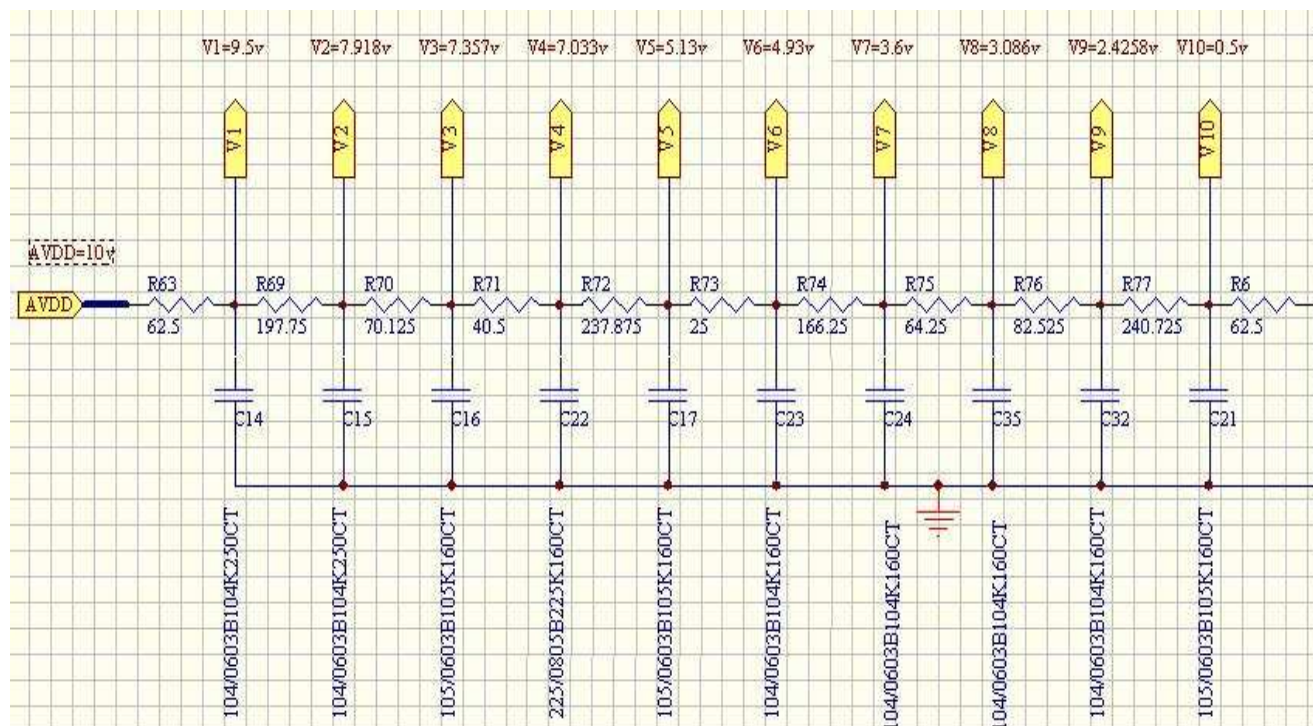 V1=9.5v V2=7.918v V3=7.357v V4=7.033v V5=5.13v V6=4.93v V7=3.6v V8=3.086v V9=2.4258v V10=0.5v
V1
V2
V3
V4
V5
V6
V7
V8
V9
V10
AVDD=10v
AVDD
R63 R69 R70 R71 R72 R73 R74 R75 R76 R77 R6
62.5 197.75 70.125 40.5 237.875 25 166.25 64.25 82.525 240.725 62.5
C14 C15 C16 C22 C17 C23 C24 C35 C32 C21
104/0603B104K250CT
104/0603B104K250CT
105/0603B105K160CT
225/0805B225K160CT
105/0603B105K160CT
104/0603B104K160CT
104/0603B104K160CT
104/0603B104K160CT
104/0603B104K160CT
105/0603B105K160CT